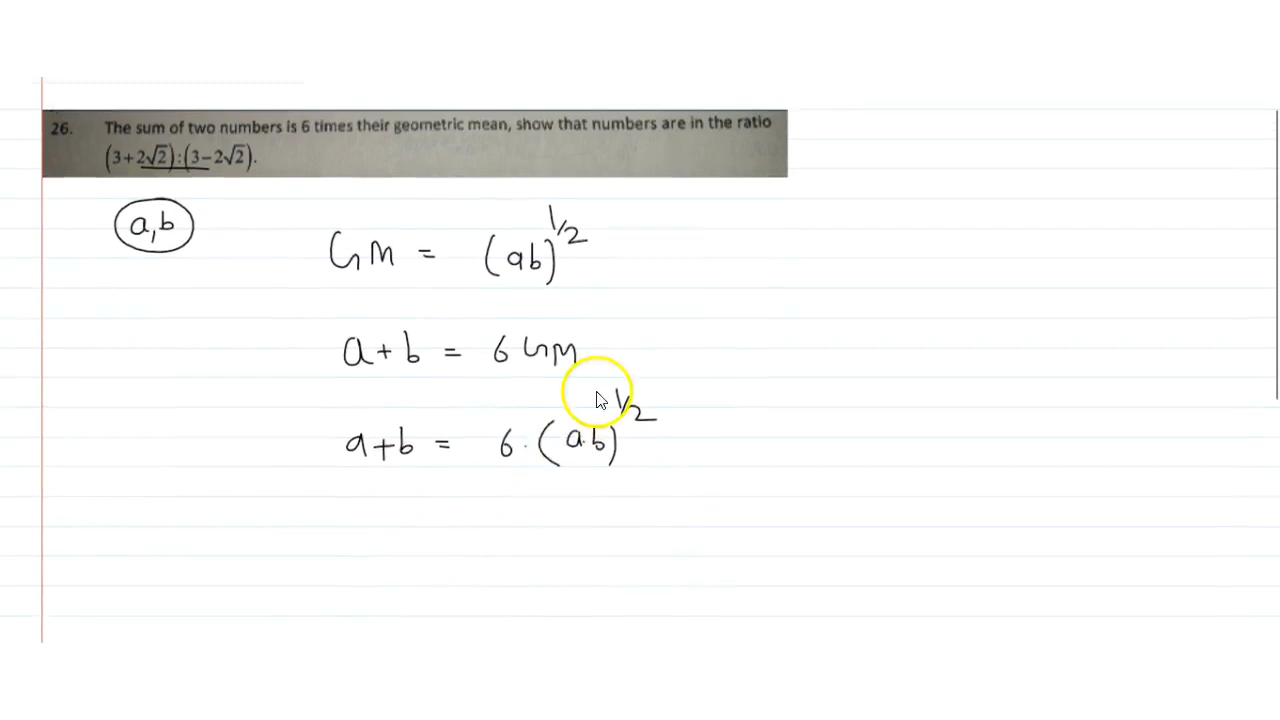 26. The sum of two numbers is 6 times their geometric mean, show that numbers are in the ratio
(3+2√2):(3−2√2).
a,b
GM = (ab)^1/2
a+b = 6 GM
a+b = 6·(a·b)^1/2